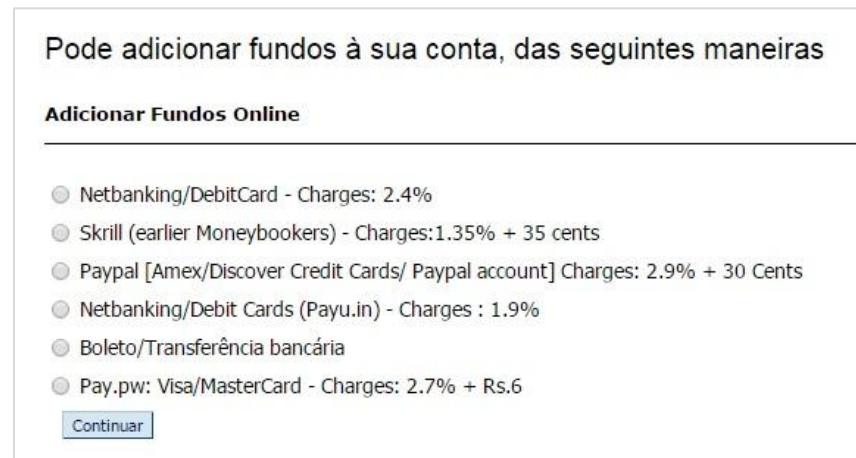 Pode adicionar fundos à sua conta, das seguintes maneiras
Adicionar Fundos Online
Netbanking/DebitCard - Charges: 2.4%
Skrill (earlier Moneybookers) - Charges:1.35% + 35 cents
Paypal [Amex/Discover Credit Cards/ Paypal account] Charges: 2.9% + 30 Cents
Netbanking/Debit Cards (Payu.in) - Charges : 1.9%
Boleto/Transferência bancária
Pay.pw: Visa/MasterCard - Charges: 2.7% + Rs.6
Continuar